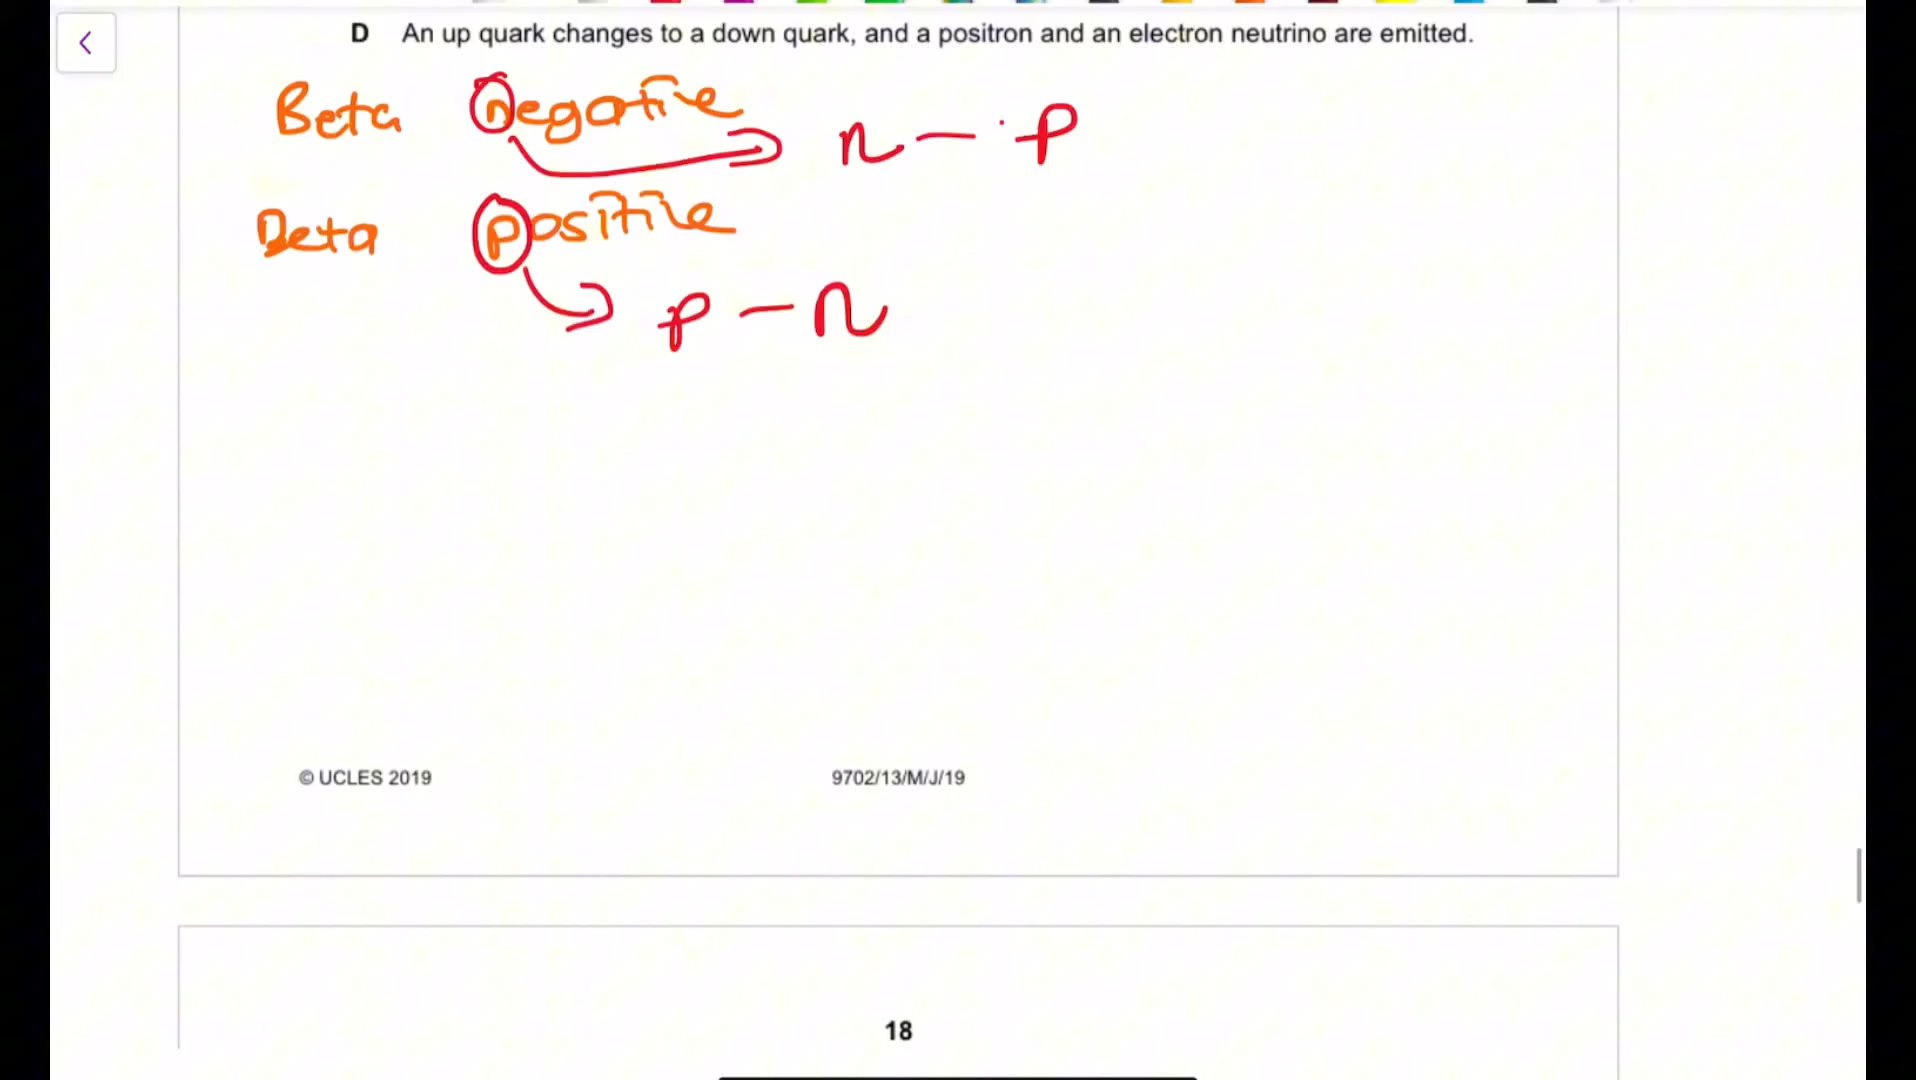 D An up quark changes to a down quark, and a positron and an electron neutrino are emitted.
Beta negative
n – p
Beta positive
p – n
© UCLES 2019 9702/13/M/J/19
18